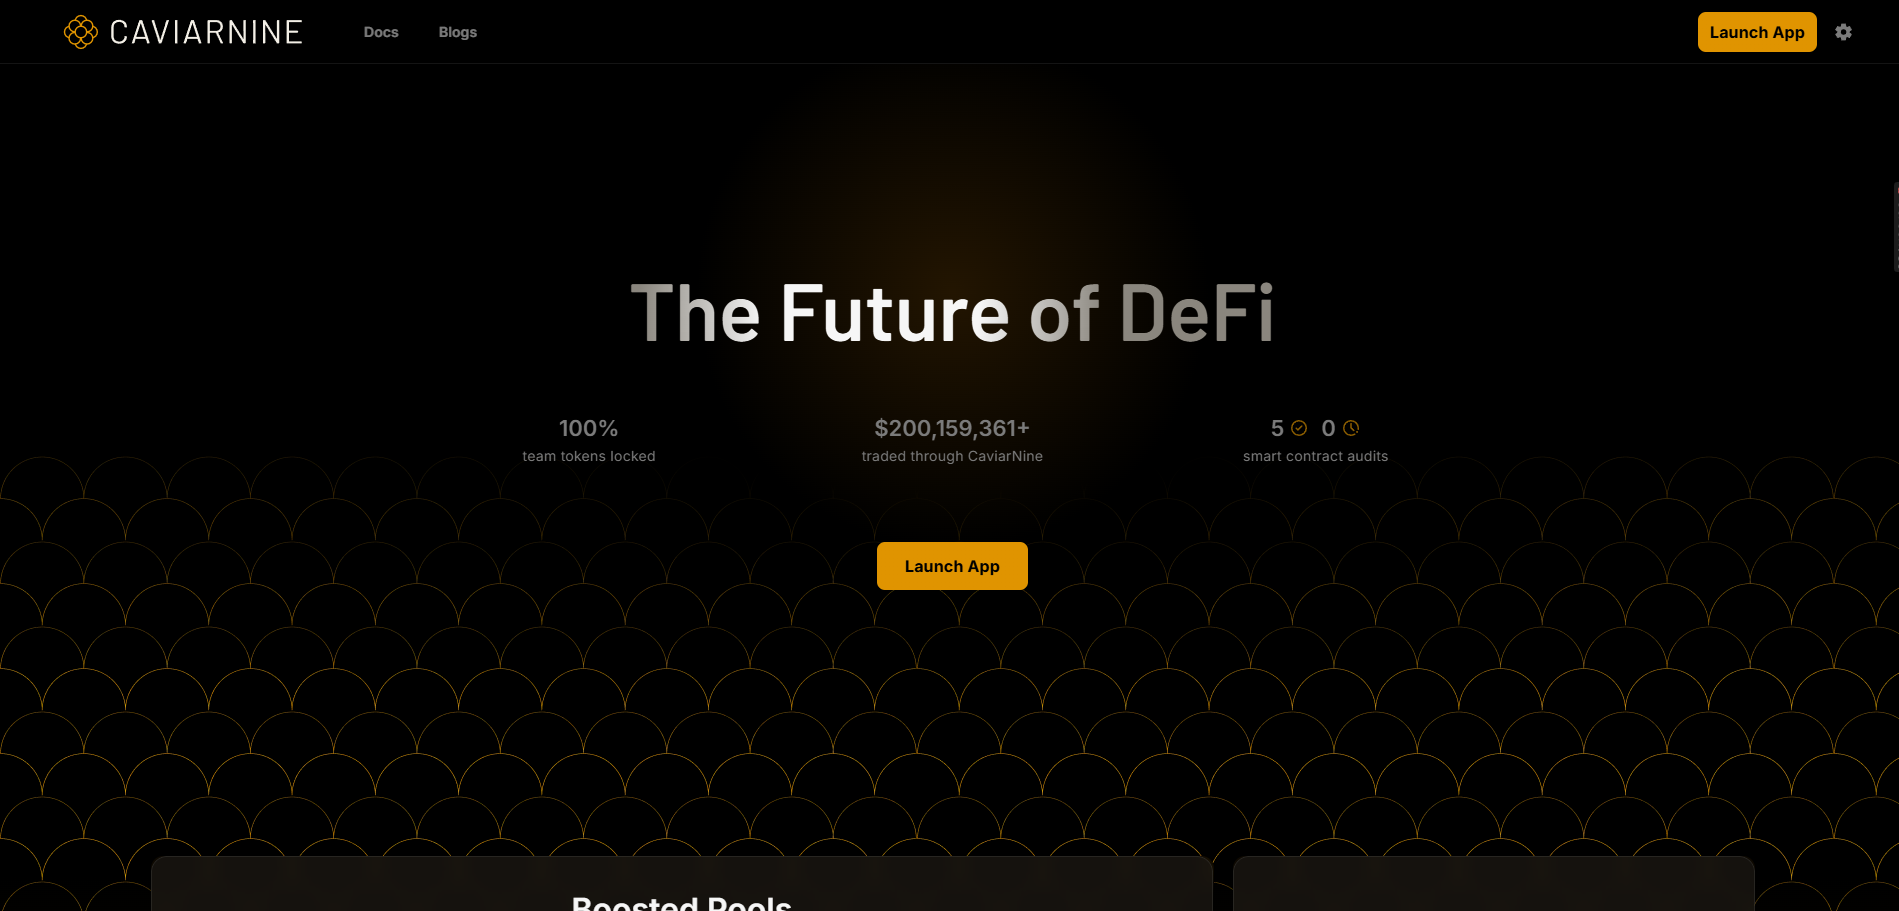 CAVIARNINE
Docs
Blogs
Launch App
The Future of DeFi
100%
team tokens locked
$200,159,361+
traded through CaviarNine
5 0
smart contract audits
Launch App
Boosted Pools